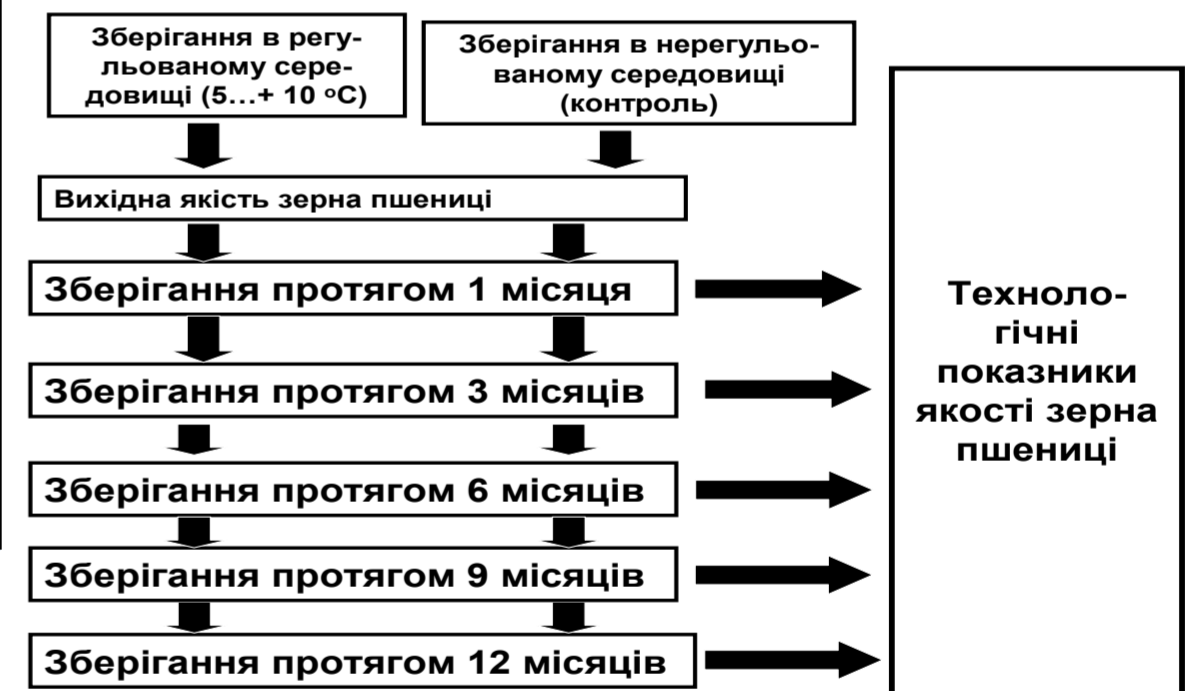 Зберігання в регу-
льованому сере-
довищі (5…+ 10 ᵒС)
Зберігання в нерегульо-
ваному середовищі
(контроль)
Вихідна якість зерна пшениці
Зберігання протягом 1 місяця
Зберігання протягом 3 місяців
Зберігання протягом 6 місяців
Зберігання протягом 9 місяців
Зберігання протягом 12 місяців
Техноло-
гічні
показники
якості зерна
пшениці